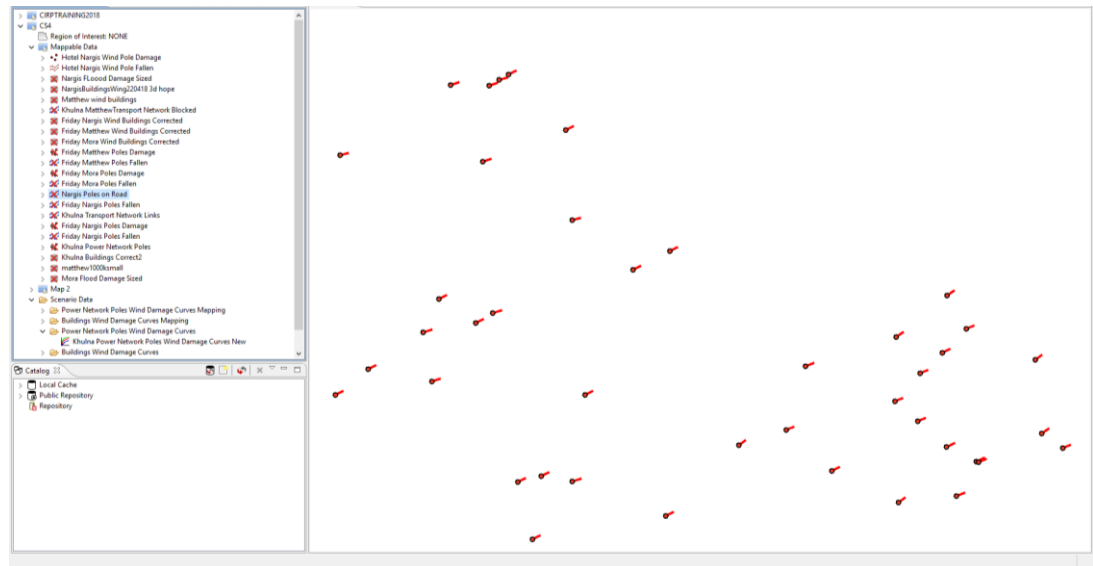 CIRPTRAINING2018
CS4
Region of Interest: NONE
Mappable Data
Hotel Nargis Wind Pole Damage
Hotel Nargis Wind Pole Fallen
Nargis FLoood Damage Sized
NargisBuildingsWing220418 3d hope
Matthew wind buildings
Khulna MatthewTransport Network Blocked
Friday Nargis Wind Buildings Corrected
Friday Matthew Wind Buildings Corrected
Friday Mora Wind Buildings Corrected
Friday Matthew Poles Damage
Friday Matthew Poles Fallen
Friday Mora Poles Damage
Friday Mora Poles Fallen
Nargis Poles on Road
Friday Nargis Poles Fallen
Khulna Transport Network Links
Friday Nargis Poles Damage
Friday Nargis Poles Fallen
Khulna Power Network Poles
Khulna Buildings Correct2
matthew1000ksmall
Mora Flood Damage Sized
Map 2
Scenario Data
Power Network Poles Wind Damage Curves Mapping
Buildings Wind Damage Curves Mapping
Power Network Poles Wind Damage Curves
Khulna Power Network Poles Wind Damage Curves New
Buildings Wind Damage Curves
Catalog
Local Cache
Public Repository
Repository